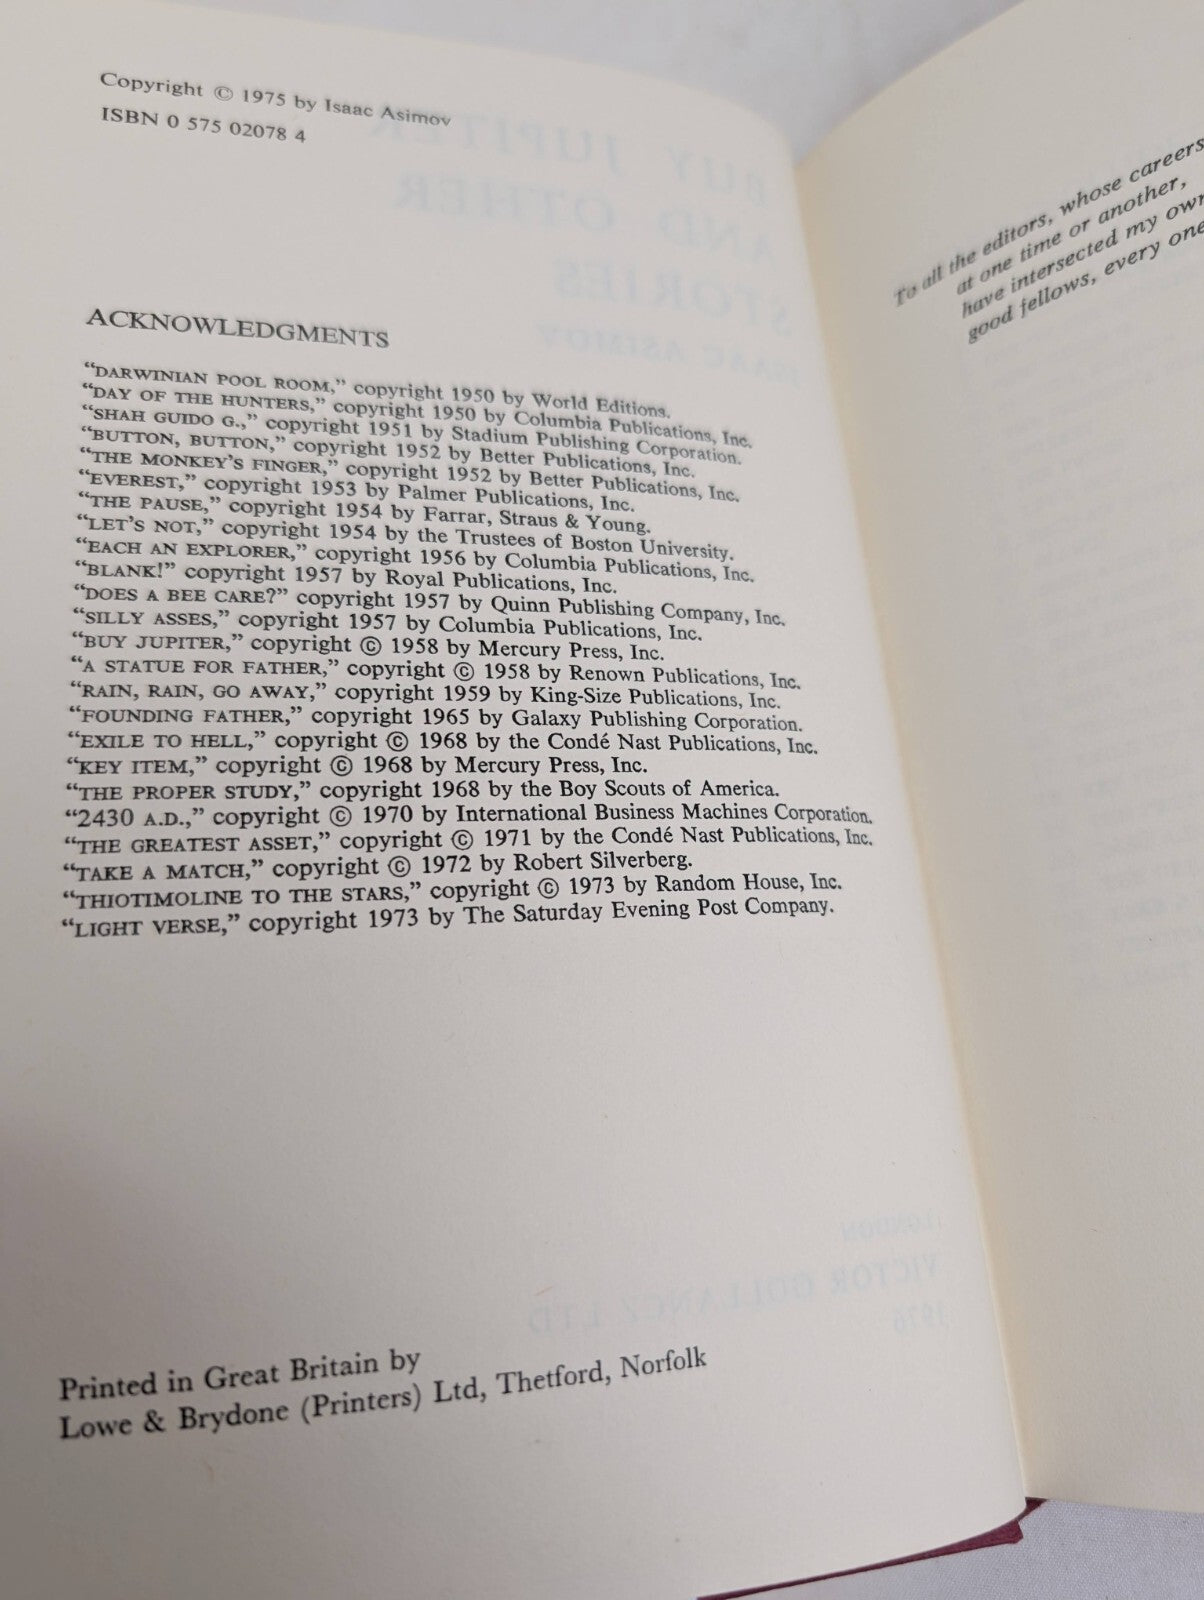 Copyright © 1975 by Isaac Asimov
ISBN 0 575 02078 4
ACKNOWLEDGMENTS
“DARWINIAN POOL ROOM,” copyright 1950 by World Editions.
“DAY OF THE HUNTERS,” copyright 1950 by Columbia Publications, Inc.
“SHAH GUIDO G.,” copyright 1951 by Stadium Publishing Corporation.
“BUTTON, BUTTON,” copyright 1952 by Better Publications, Inc.
“THE MONKEY’S FINGER,” copyright 1952 by Better Publications, Inc.
“EVEREST,” copyright 1953 by Palmer Publications, Inc.
“THE PAUSE,” copyright 1954 by Farrar, Straus & Young.
“LET’S NOT,” copyright 1954 by the Trustees of Boston University.
“EACH AN EXPLORER,” copyright 1956 by Columbia Publications, Inc.
“BLANK!” copyright 1957 by Royal Publications, Inc.
“DOES A BEE CARE?” copyright 1957 by Quinn Publishing Company, Inc.
“SILLY ASSES,” copyright 1957 by Columbia Publications, Inc.
“BUY JUPITER,” copyright © 1958 by Mercury Press, Inc.
“A STATUE FOR FATHER,” copyright © 1958 by Renown Publications, Inc.
“RAIN, RAIN, GO AWAY,” copyright 1959 by King-Size Publications, Inc.
“FOUNDING FATHER,” copyright 1965 by Galaxy Publishing Corporation.
“EXILE TO HELL,” copyright © 1968 by the Condé Nast Publications, Inc.
“KEY ITEM,” copyright © 1968 by Mercury Press, Inc.
“THE PROPER STUDY,” copyright 1968 by the Boy Scouts of America.
“2430 A.D.,” copyright © 1970 by International Business Machines Corporation.
“THE GREATEST ASSET,” copyright © 1971 by the Condé Nast Publications, Inc.
“TAKE A MATCH,” copyright © 1972 by Robert Silverberg.
“THIOTIMOLINE TO THE STARS,” copyright © 1973 by Random House, Inc.
“LIGHT VERSE,” copyright 1973 by The Saturday Evening Post Company.
Printed in Great Britain by
Lowe & Brydone (Printers) Ltd, Thetford, Norfolk
To all the editors, whose careers
at one time or another,
have intersected my own
good fellows, every one